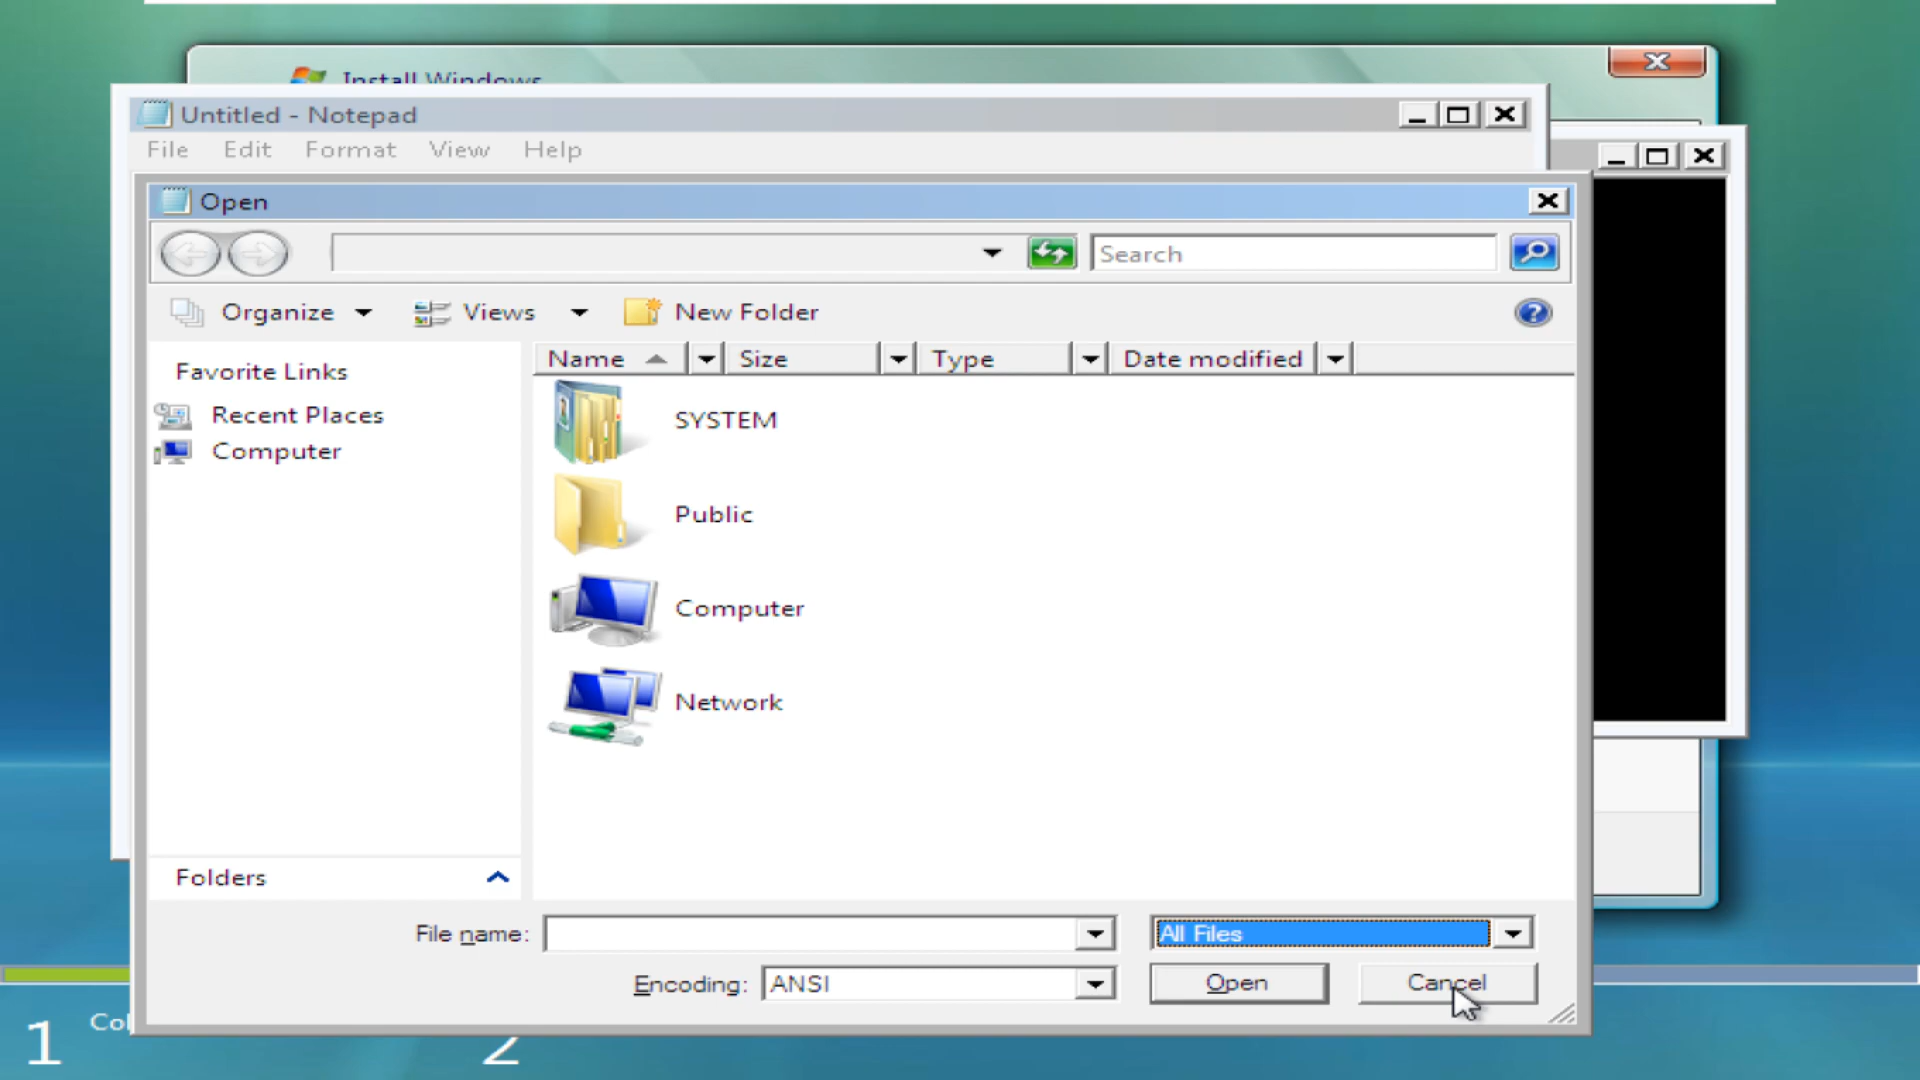 Install Windows
Untitled - Notepad
File Edit Format View Help
Open
Search
Organize Views New Folder
Name Size Type Date modified
Favorite Links
Recent Places
Computer
SYSTEM
Public
Computer
Network
Folders
File name:
All Files
Encoding: ANSI
Open Cancel
1 Col
2